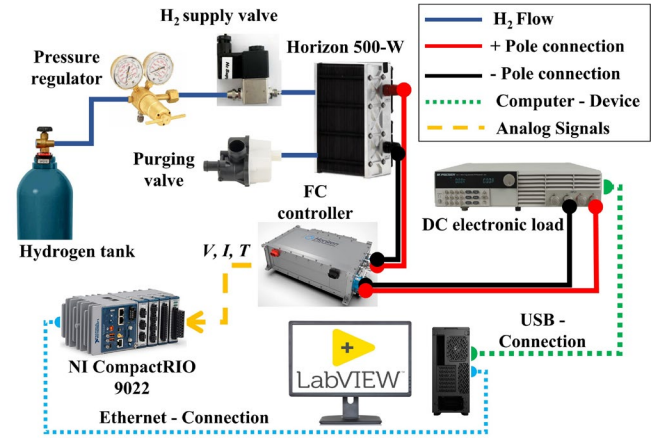 H₂ supply valve
Pressure
regulator
Horizon 500-W
H₂ Flow
+ Pole connection
- Pole connection
Computer - Device
Analog Signals
Purging
valve
FC
controller
Hydrogen tank
DC electronic load
V, I, T
NI CompactRIO
9022
USB -
Connection
LabVIEW™
Ethernet - Connection